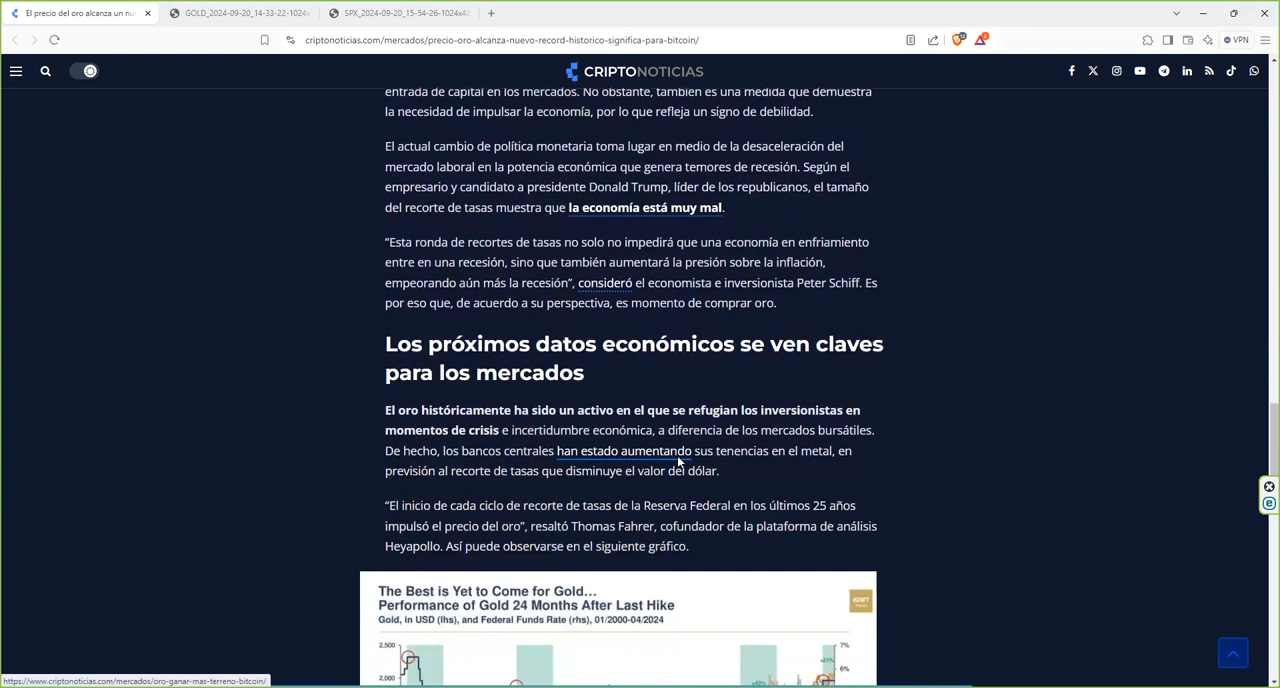 El precio del oro alcanza un nu
GOLD_2024-09-20_14-33-22-1024x
SPX_2024-09-20_15-54-26-1024x4
criptonoticias.com/mercados/precio-oro-alcanza-nuevo-record-historico-significa-para-bitcoin/
VPN
CRIPTONOTICIAS
entrada de capital en los mercados. No obstante, también es una medida que demuestra
la necesidad de impulsar la economía, por lo que refleja un signo de debilidad.
El actual cambio de política monetaria toma lugar en medio de la desaceleración del
mercado laboral en la potencia económica que genera temores de recesión. Según el
empresario y candidato a presidente Donald Trump, líder de los republicanos, el tamaño
del recorte de tasas muestra que la economía está muy mal.
“Esta ronda de recortes de tasas no solo no impedirá que una economía en enfriamiento
entre en una recesión, sino que también aumentará la presión sobre la inflación,
empeorando aún más la recesión”, consideró el economista e inversionista Peter Schiff. Es
por eso que, de acuerdo a su perspectiva, es momento de comprar oro.
Los próximos datos económicos se ven claves
para los mercados
El oro históricamente ha sido un activo en el que se refugian los inversionistas en
momentos de crisis e incertidumbre económica, a diferencia de los mercados bursátiles.
De hecho, los bancos centrales han estado aumentando sus tenencias en el metal, en
previsión al recorte de tasas que disminuye el valor del dólar.
“El inicio de cada ciclo de recorte de tasas de la Reserva Federal en los últimos 25 años
impulsó el precio del oro”, resaltó Thomas Fahrer, cofundador de la plataforma de análisis
Heyapollo. Así puede observarse en el siguiente gráfico.
The Best is Yet to Come for Gold…
Performance of Gold 24 Months After Last Hike
IGWT
Gold, in USD (lhs), and Federal Funds Rate (rhs), 01/2000-04/2024
2,500
7%
6%
2,000
https://www.criptonoticias.com/mercados/oro-ganar-mas-terreno-bitcoin/